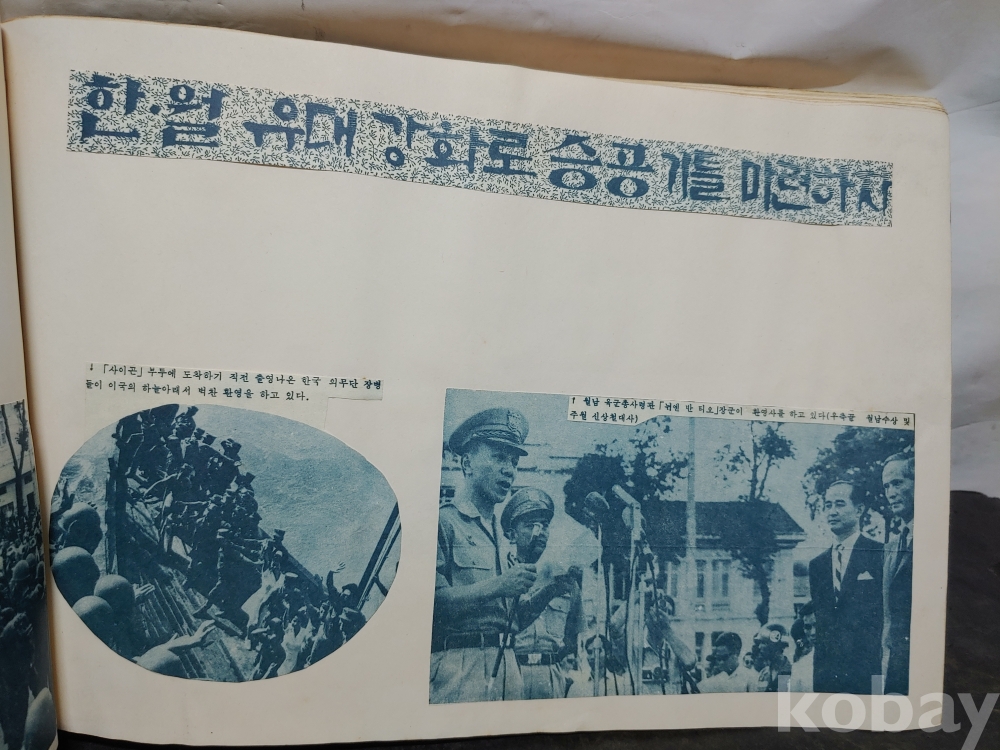 한·월 유대 강화로 승공 기틀 마련하자
↓ 「사이곤」 부두에 도착하기 직전 출영나온 한국 의무단 장병
들이 이국의 하늘아래서 벅찬 환영을 하고 있다.
↑ 월남 육군총사령관 「뉘엔 반 티오」장군이 환영사를 하고 있다(우측끝 월남수상 및
주월 신상철대사)
kobay